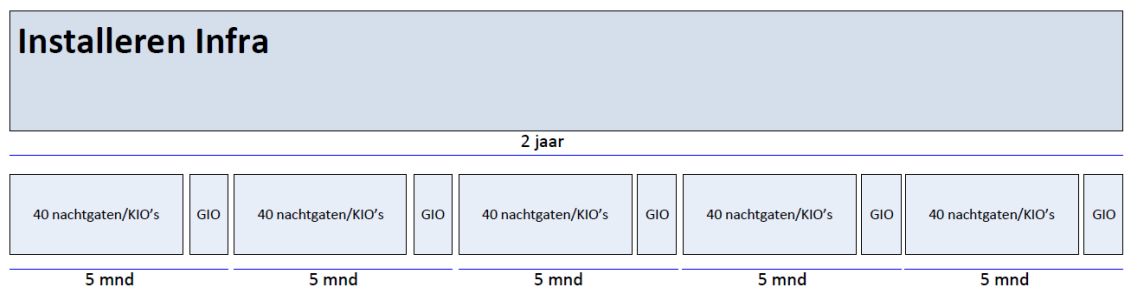 Installeren Infra
2 jaar
40 nachtgaten/KIO's GIO 40 nachtgaten/KIO's GIO 40 nachtgaten/KIO's GIO 40 nachtgaten/KIO's GIO 40 nachtgaten/KIO's GIO
5 mnd 5 mnd 5 mnd 5 mnd 5 mnd